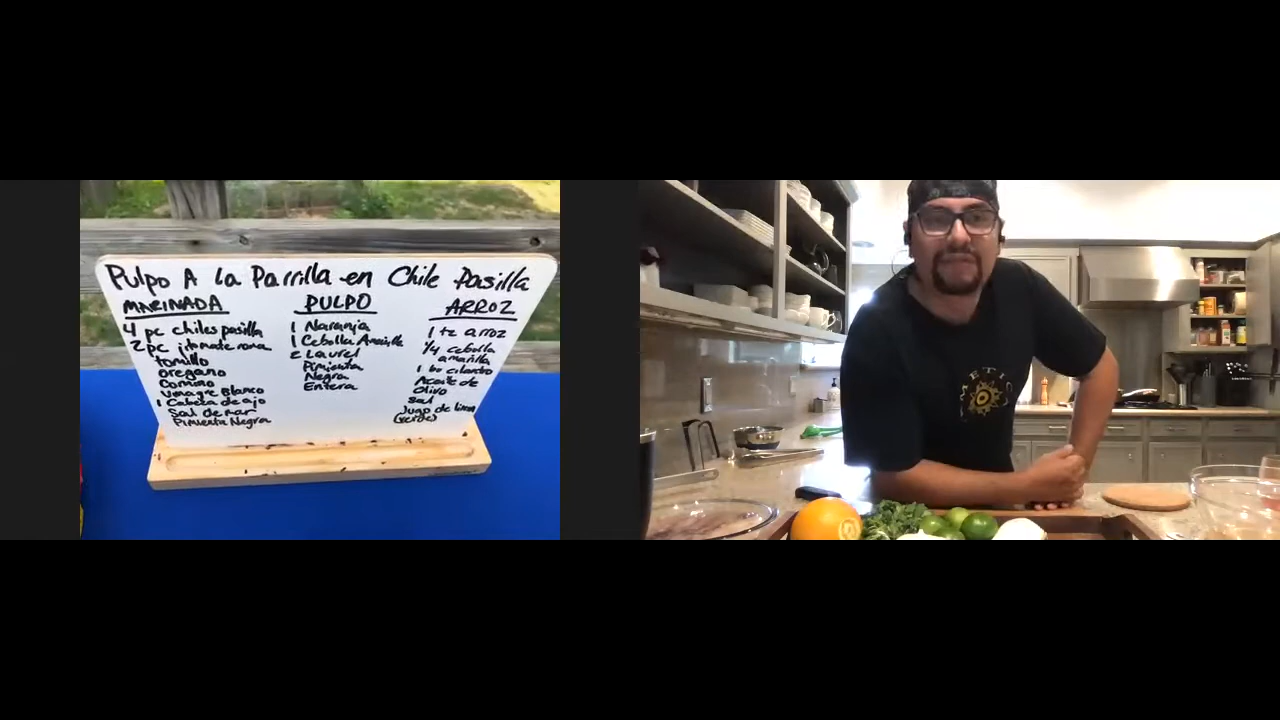 Pulpo A La Parrilla en Chile Pasilla
MARINADA
4 pc chiles pasilla
2 pc jitomate roma
tomillo
oregano
Comino
Vinagre Blanco
1 Cabeza de ajo
Sal de mar
Pimienta Negra
PULPO
1 Naranja
1 Cebolla Amarilla
2 Laurel
Pimienta
Negra
Entera
ARROZ
1 tz arroz
1/4 cebolla
amarilla
1 bo cilantro
Aceite de
Olivo
Sal
Jugo de limon
(verde)